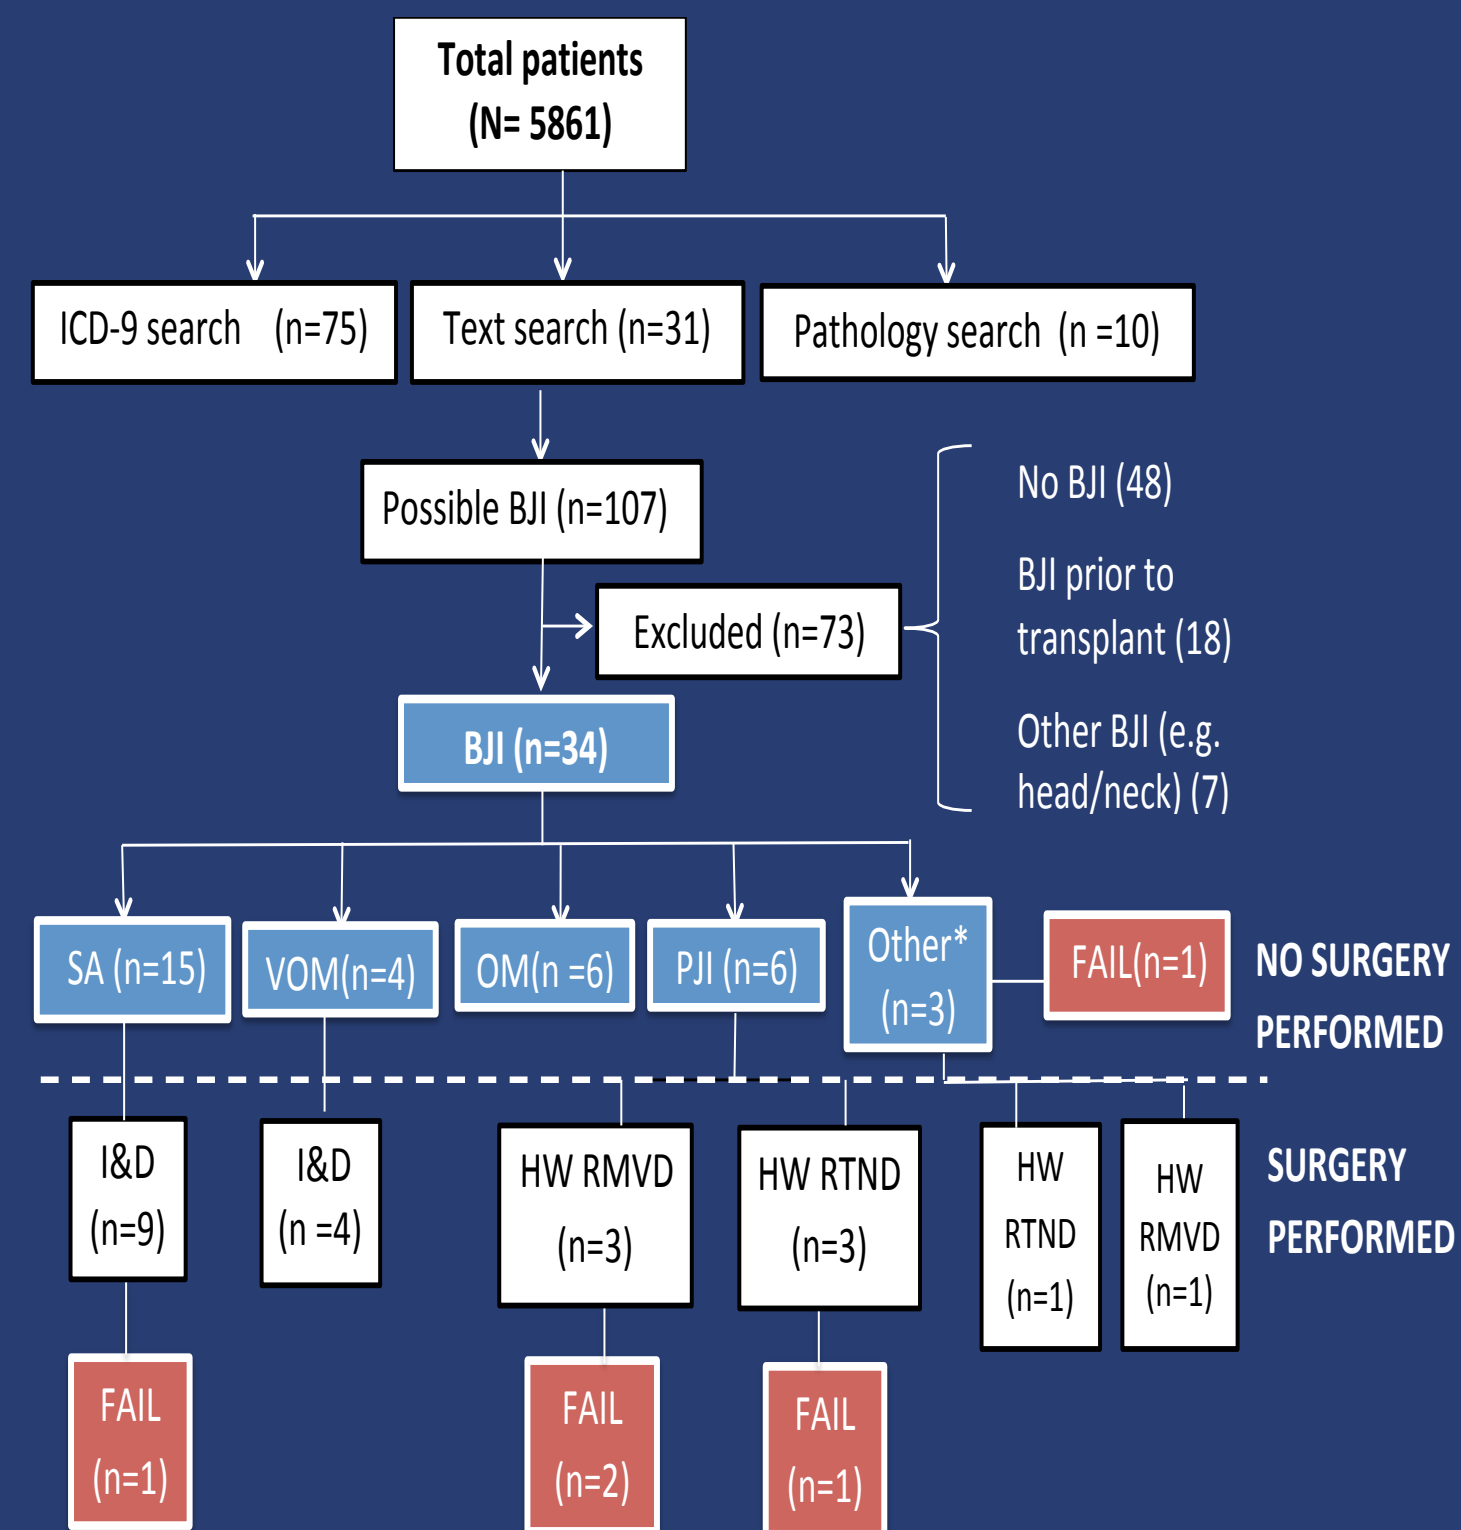 Total patients
(N= 5861)
ICD-9 search (n=75)
Text search (n=31)
Pathology search (n =10)
Possible BJI (n=107)
Excluded (n=73)
No BJI (48)
BJI prior to
transplant (18)
Other BJI (e.g.
head/neck) (7)
BJI (n=34)
SA (n=15)
VOM(n=4)
OM(n =6)
PJI (n=6)
Other*
(n=3)
FAIL(n=1)
NO SURGERY
PERFORMED
I&D
(n=9)
I&D
(n =4)
HW RMVD
(n=3)
HW RTND
(n=3)
HW
RTND
(n=1)
HW
RMVD
(n=1)
SURGERY
PERFORMED
FAIL
(n=1)
FAIL
(n=2)
FAIL
(n=1)